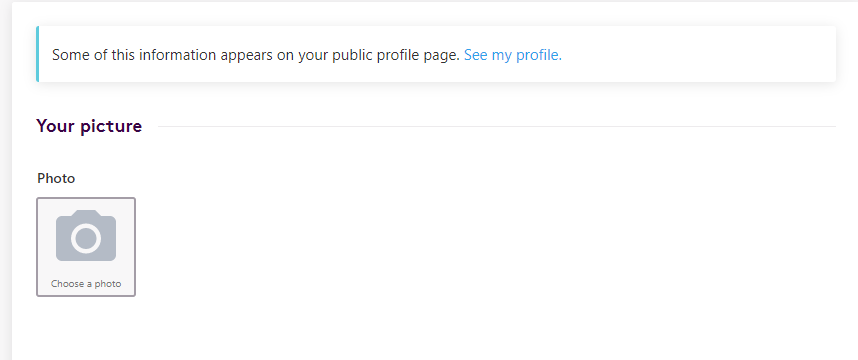 Some of this information appears on your public profile page. See my profile.
Your picture
Photo
Choose a photo